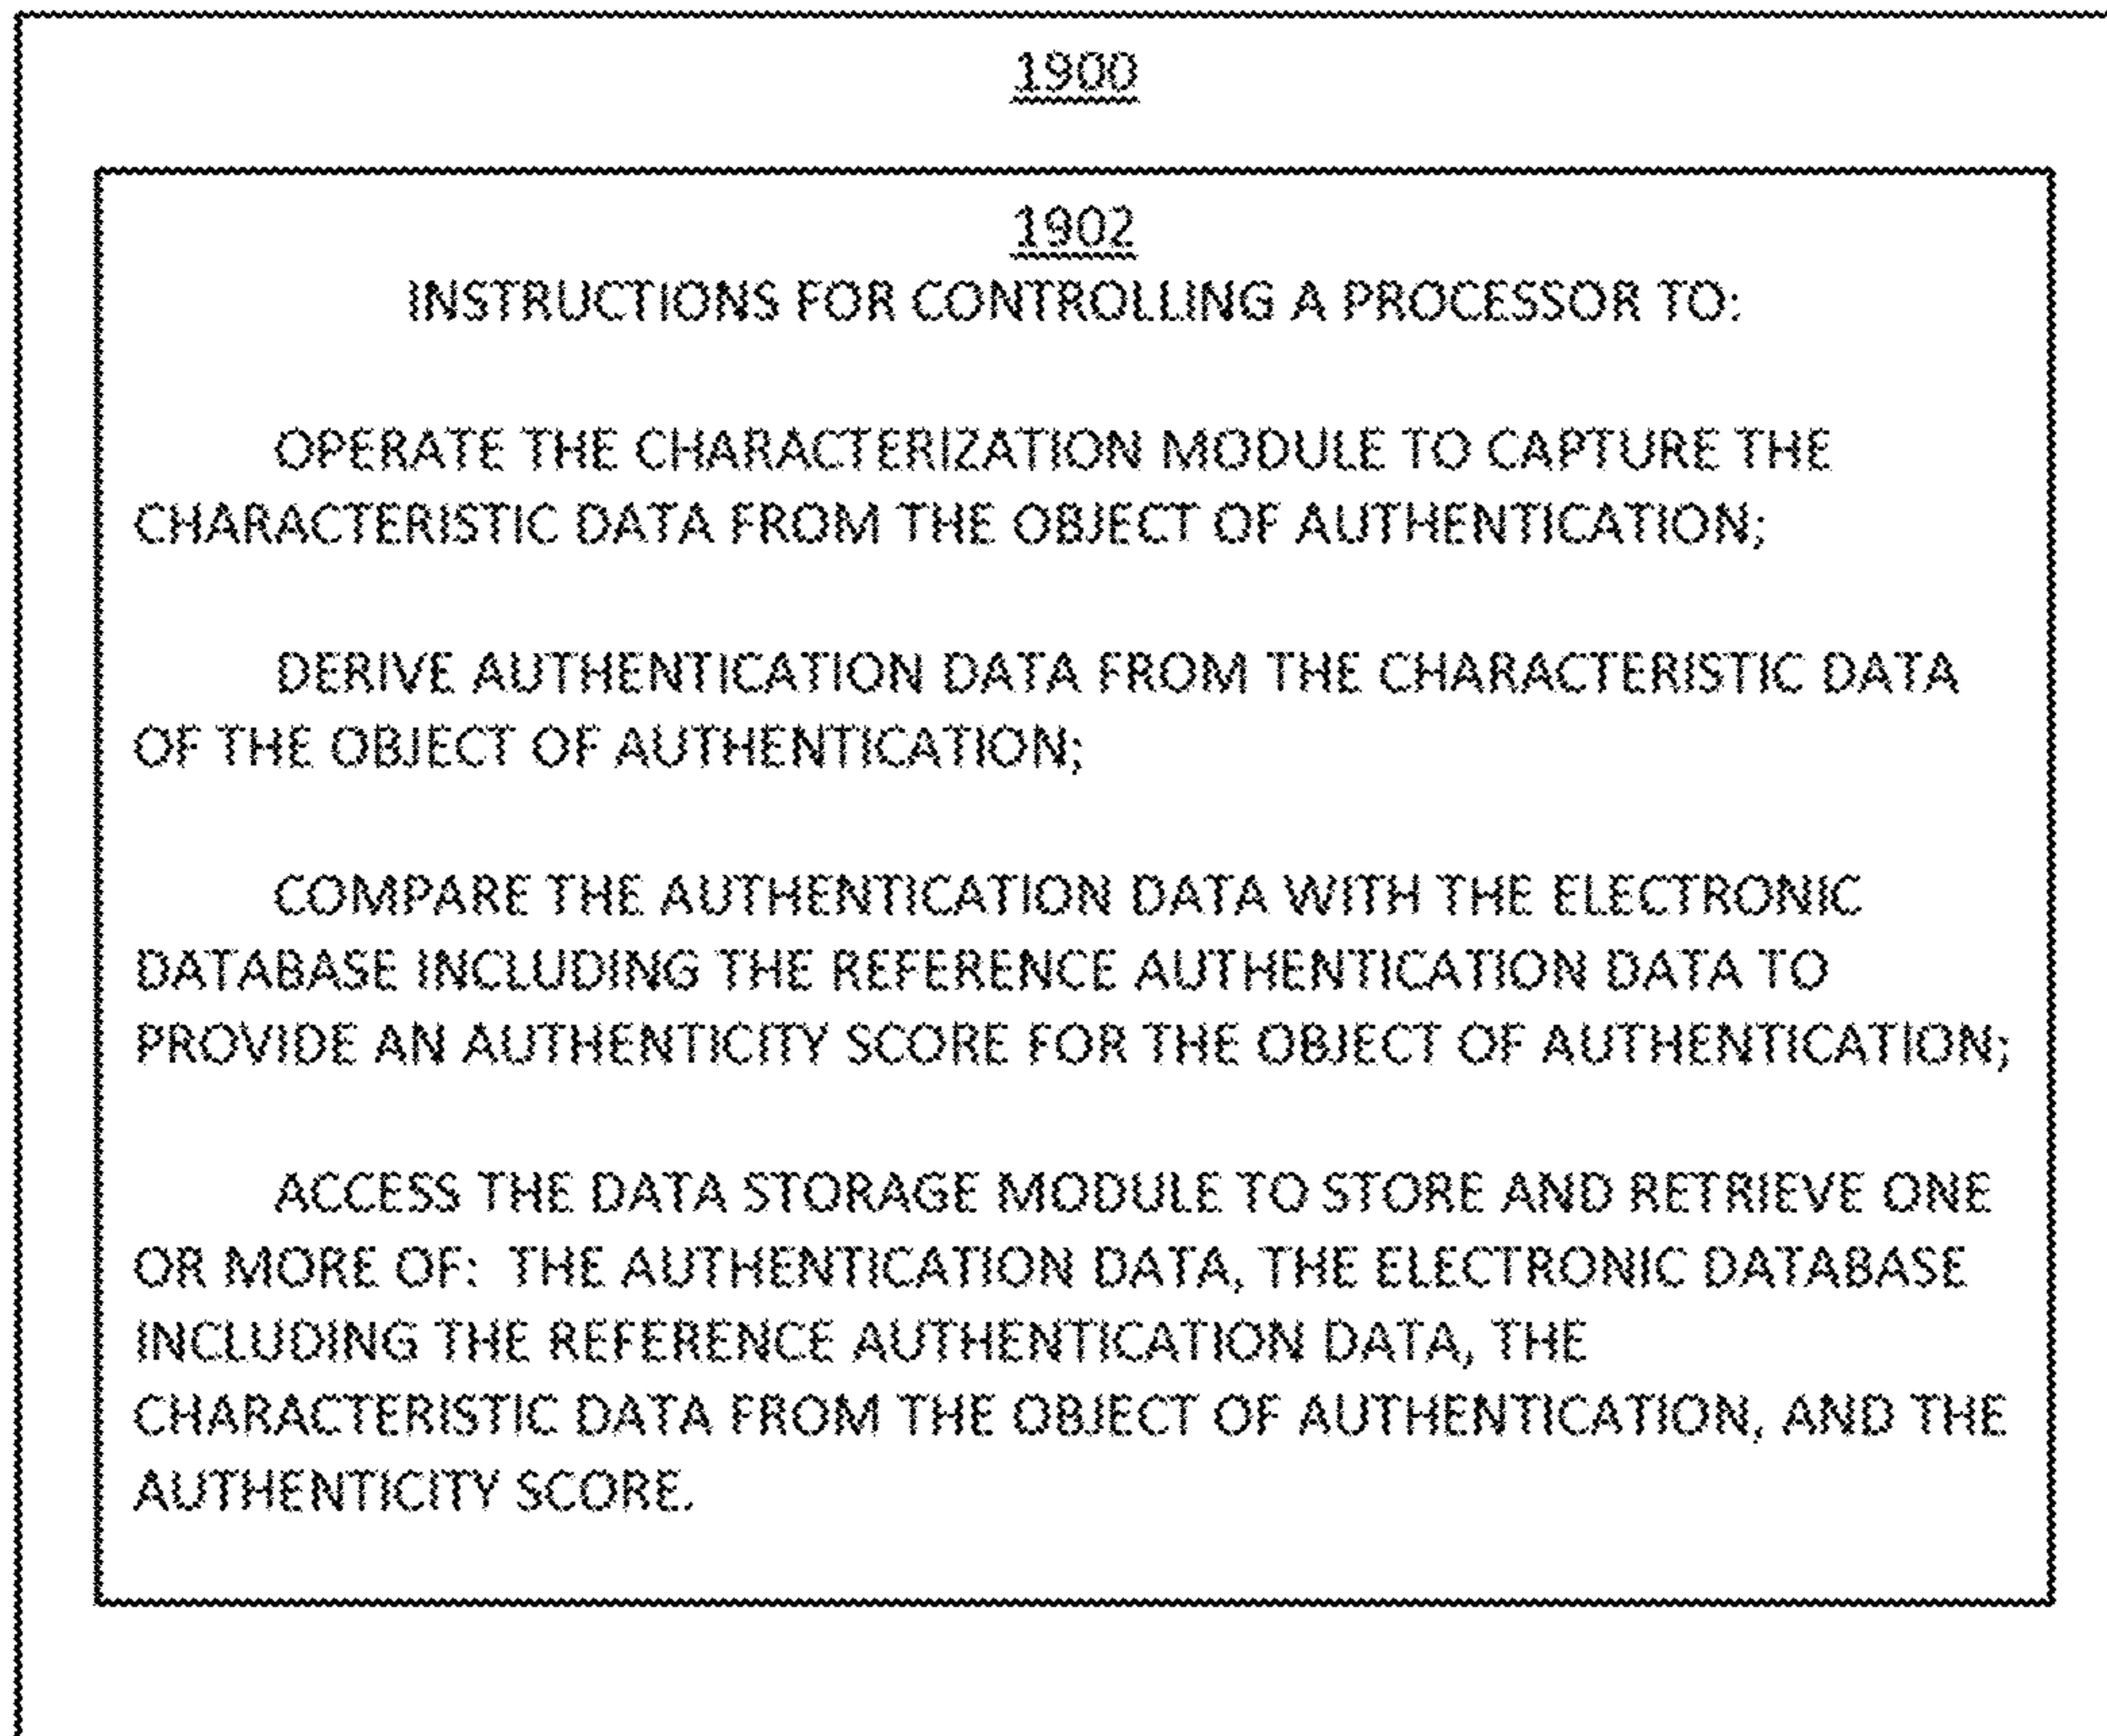 1900
1902
INSTRUCTIONS FOR CONTROLLING A PROCESSOR TO:
OPERATE THE CHARACTERIZATION MODULE TO CAPTURE THE
CHARACTERISTIC DATA FROM THE OBJECT OF AUTHENTICATION;
DERIVE AUTHENTICATION DATA FROM THE CHARACTERISTIC DATA
OF THE OBJECT OF AUTHENTICATION;
COMPARE THE AUTHENTICATION DATA WITH THE ELECTRONIC
DATABASE INCLUDING THE REFERENCE AUTHENTICATION DATA TO
PROVIDE AN AUTHENTICITY SCORE FOR THE OBJECT OF AUTHENTICATION;
ACCESS THE DATA STORAGE MODULE TO STORE AND RETRIEVE ONE
OR MORE OF: THE AUTHENTICATION DATA, THE ELECTRONIC DATABASE
INCLUDING THE REFERENCE AUTHENTICATION DATA, THE
CHARACTERISTIC DATA FROM THE OBJECT OF AUTHENTICATION, AND THE
AUTHENTICITY SCORE.